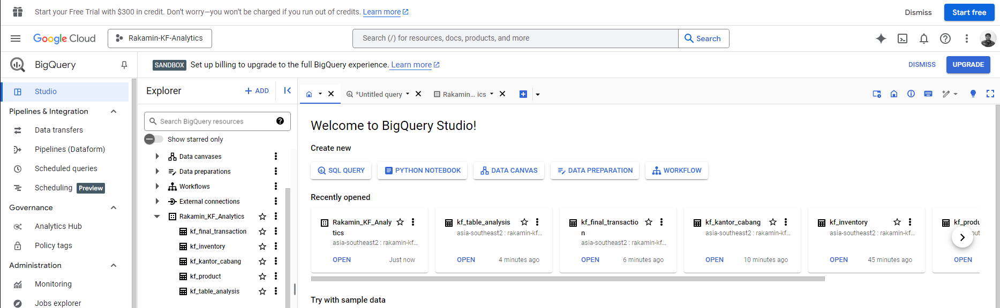 Start your Free Trial with $300 in credit. Don’t worry—you won’t be charged if you run out of credits. Learn more
Dismiss
Start free
Google Cloud
Rakamin-KF-Analytics
Search (/) for resources, docs, products, and more
Search
BigQuery
SANDBOX Set up billing to upgrade to the full BigQuery experience. Learn more
DISMISS
UPGRADE
Studio
Pipelines & Integration
Data transfers
Pipelines (Dataform)
Scheduled queries
Scheduling Preview
Governance
Analytics Hub
Policy tags
Administration
Monitoring
Jobs explorer
Explorer
+ ADD
Search BigQuery resources
Show starred only
Data canvases
Data preparations
Workflows
External connections
Rakamin_KF_Analytics
kf_final_transaction
kf_inventory
kf_kantor_cabang
kf_product
kf_table_analysis
*Untitled query
Rakamin... ics
Welcome to BigQuery Studio!
Create new
SQL QUERY
PYTHON NOTEBOOK
DATA CANVAS
DATA PREPARATION
WORKFLOW
Recently opened
Rakamin_KF_Analy
tics
asia-southeast2 : rakamin-kf...
OPEN
Just now
kf_table_analysis
asia-southeast2 : rakamin-kf...
OPEN
4 minutes ago
kf_final_transactio
n
asia-southeast2 : rakamin-kf...
OPEN
6 minutes ago
kf_kantor_cabang
asia-southeast2 : rakamin-kf...
OPEN
10 minutes ago
kf_inventory
asia-southeast2 : rakamin-kf...
OPEN
45 minutes ago
kf_produ
OPEN
Try with sample data